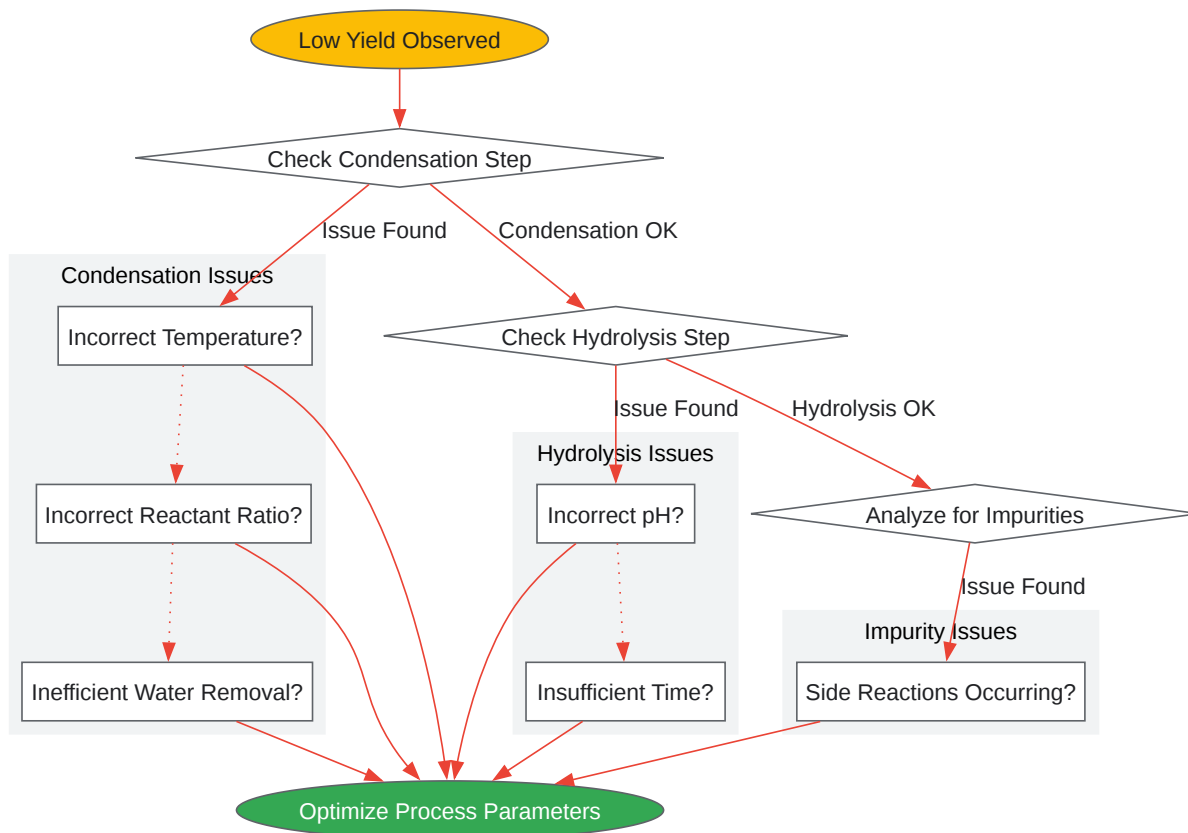 Low Yield Observed
Check Condensation Step
Issue Found
Condensation OK
Condensation Issues
Incorrect Temperature?
Check Hydrolysis Step
Issue Found
Hydrolysis OK
Hydrolysis Issues
Incorrect Reactant Ratio?
Incorrect pH?
Analyze for Impurities
Issue Found
Impurity Issues
Inefficient Water Removal?
Insufficient Time?
Side Reactions Occurring?
Optimize Process Parameters